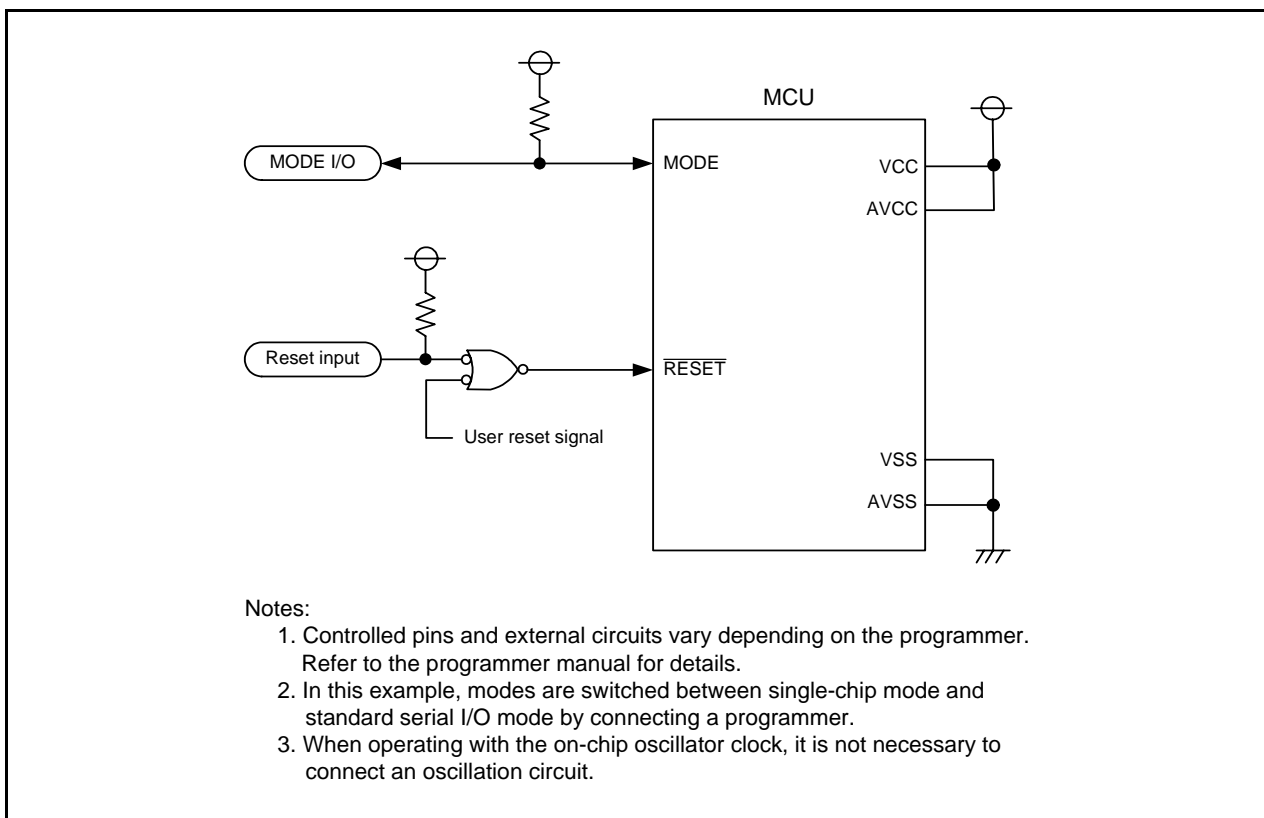 MCU
MODE I/O
MODE
VCC
AVCC
Reset input
RESET
User reset signal
VSS
AVSS
Notes:
1. Controlled pins and external circuits vary depending on the programmer.
Refer to the programmer manual for details.
2. In this example, modes are switched between single-chip mode and
standard serial I/O mode by connecting a programmer.
3. When operating with the on-chip oscillator clock, it is not necessary to
connect an oscillation circuit.